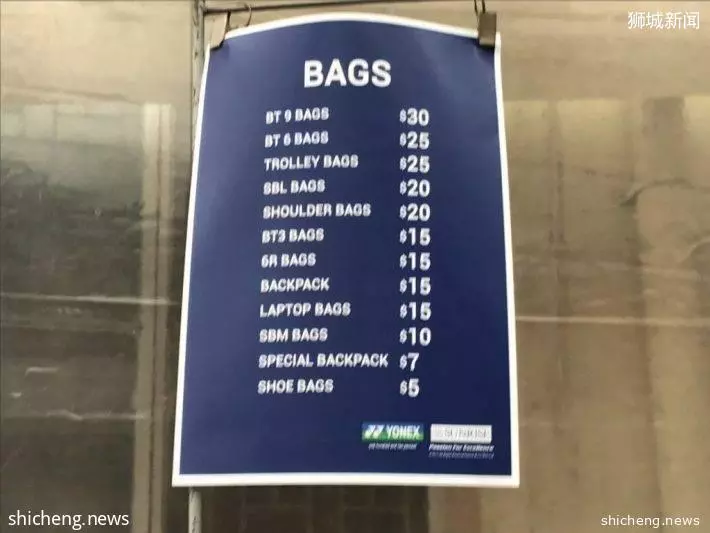 狮城新闻
BAGS
BT 9 BAGS $30
BT 6 BAGS $25
TROLLEY BAGS $25
SBL BAGS $20
SHOULDER BAGS $20
BT3 BAGS $15
6R BAGS $15
BACKPACK $15
LAPTOP BAGS $15
SBM BAGS $10
SPECIAL BACKPACK $7
SHOE BAGS $5
YONEX
Passion For Excellence
shicheng.news
shicheng.news